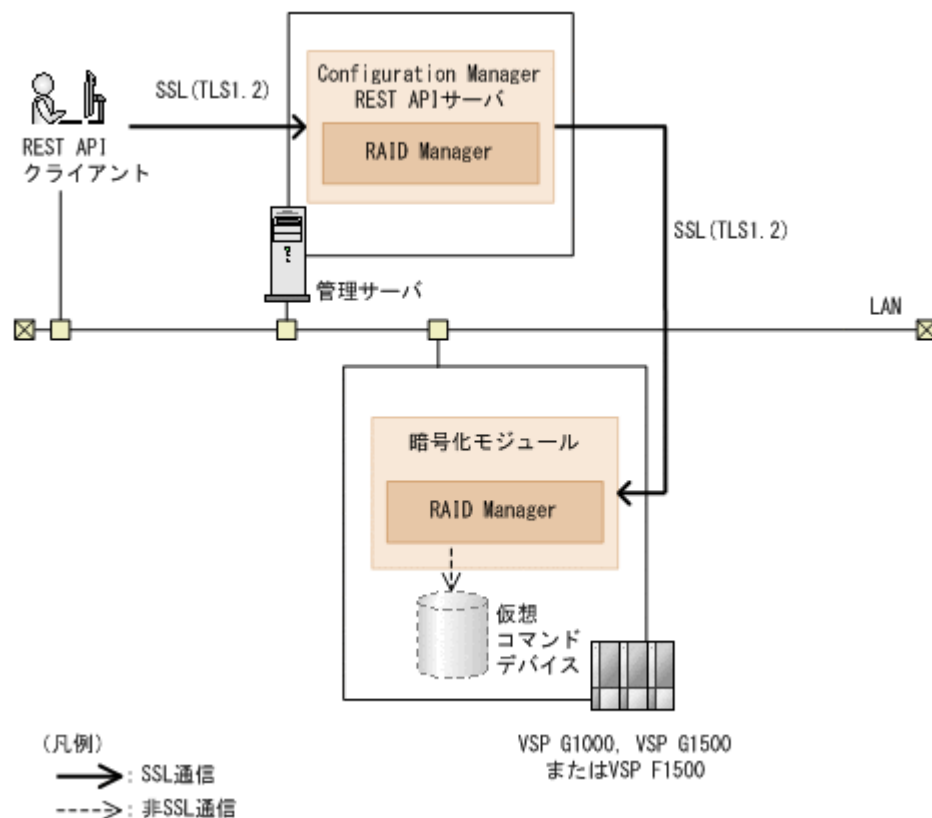 Configuration Manager
REST APIサーバ
RAID Manager
SSL(TLS1.2)
REST API
クライアント
SSL(TLS1.2)
管理サーバ
LAN
暗号化モジュール
RAID Manager
仮想
コマンド
デバイス
VSP G1000, VSP G1500
またはVSP F1500
(凡例)
: SSL通信
: 非SSL通信